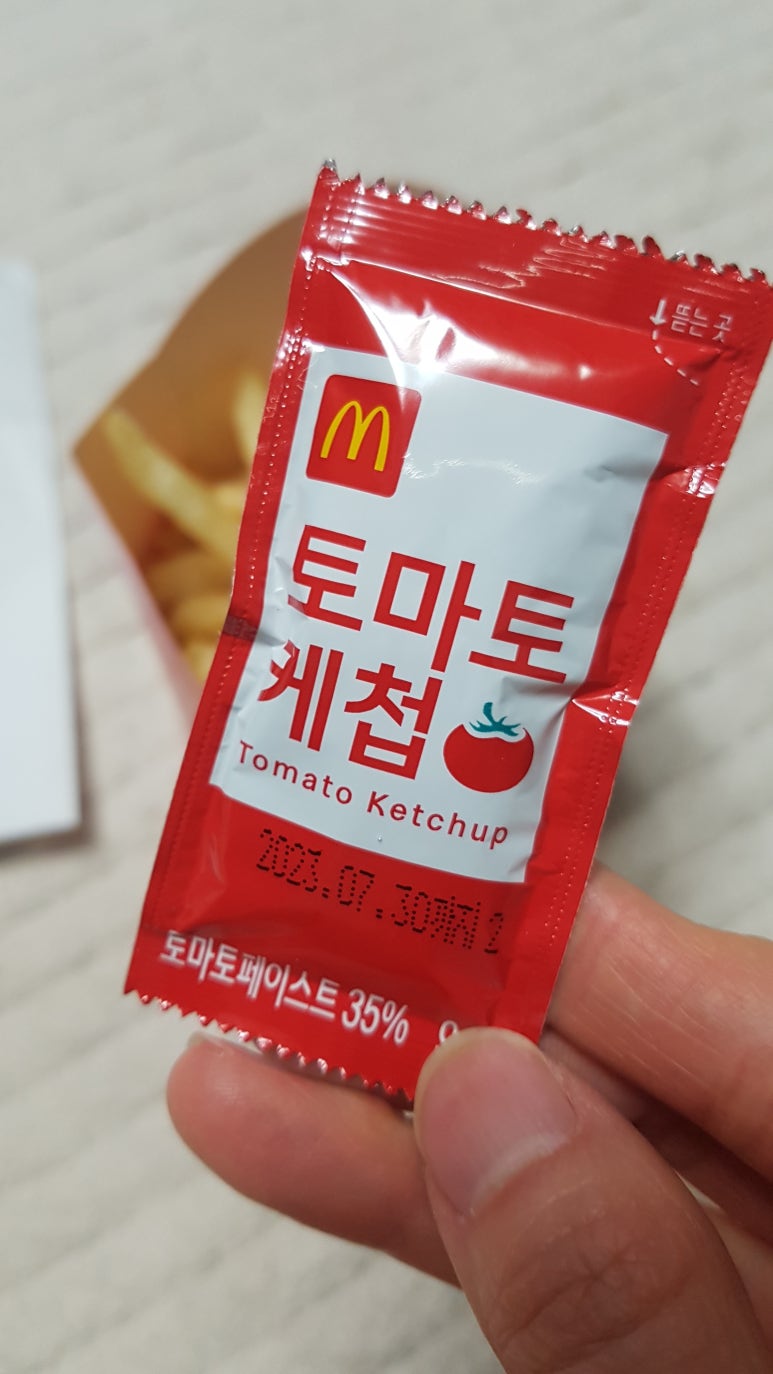 뜯는 곳
토마토
케첩
Tomato Ketchup
2023.07.30까지 2
토마토페이스트 35%